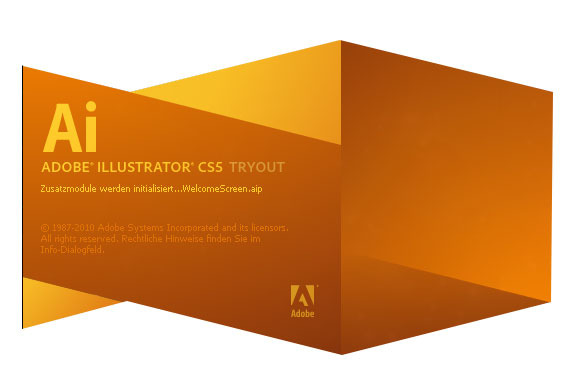 Ai
ADOBE® ILLUSTRATOR® CS5 TRYOUT
Zusatzmodule werden initialisiert...WelcomeScreen.aip
© 1987-2010 Adobe Systems Incorporated and its licensors.
All rights reserved. Rechtliche Hinweise finden Sie im
Info-Dialogfeld.
Adobe